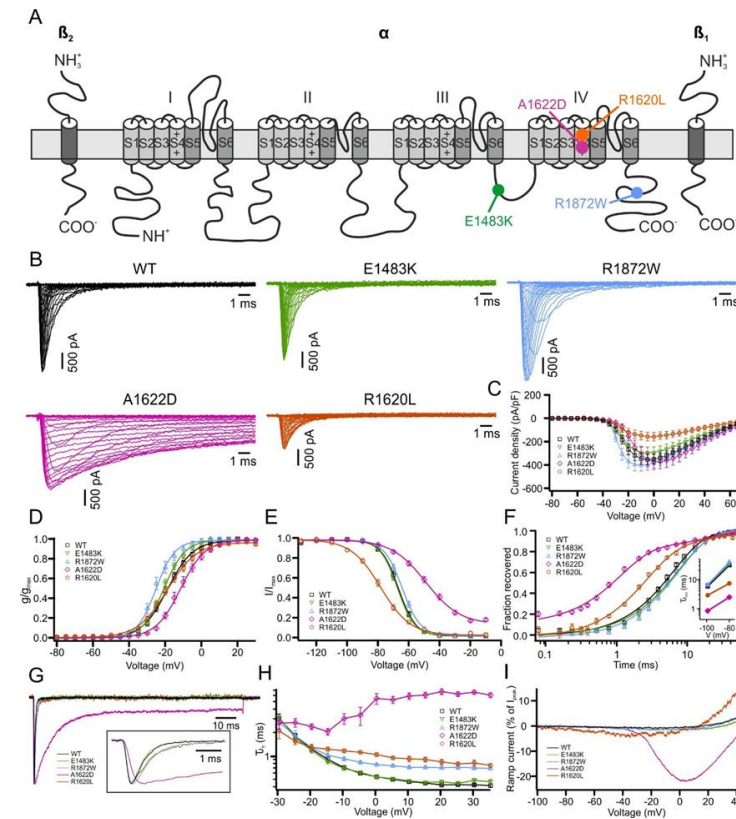 A
ß₂ α ß₁
NH₃⁺ NH₃⁺
I II III IV
A1622D R1620L
S1 S2 S3 S4 S5 S6 S1 S2 S3 S4 S5 S6 S1 S2 S3 S4 S5 S6 S1 S2 S3 S5 S6
+ + +
+ + +
E1483K R1872W
COO⁻ NH⁺ COO⁻ COO⁻
B
WT E1483K R1872W
1 ms 1 ms 1 ms
500 pA 500 pA 500 pA
A1622D R1620L
1 ms 1 ms
500 pA 500 pA
C
Current density (pA/pF)
200
0
-200
-400
-600
WT
E1483K
R1872W
A1622D
R1620L
-80 -60 -40 -20 0 20 40 60
Voltage (mV)
D
g/gmax
1.0
0.8
0.6
0.4
0.2
0.0
WT
E1483K
R1872W
A1622D
R1620L
-80 -60 -40 -20 0 20
Voltage (mV)
E
I/Imax
1.0
0.8
0.6
0.4
0.2
0.0
WT
E1483K
R1872W
A1622D
R1620L
-120 -100 -80 -60 -40 -20
Voltage (mV)
F
Fraction recovered
1.0
0.8
0.6
0.4
0.2
0.0
WT
E1483K
R1872W
A1622D
R1620L
(ms)
10
1
-100 -80
V (mV)
0.1 1 10
Time (ms)
G
10 ms
WT
E1483K
R1872W
A1622D
R1620L
1 ms
H
τh (ms)
1
WT
E1483K
R1872W
A1622D
R1620L
-30 -20 -10 0 10 20 30
Voltage (mV)
I
Ramp current (% of Ipeak)
30
20
10
0
-10
-20
WT
E1483K
R1872W
A1622D
R1620L
-100 -80 -60 -40 -20 0 20 40
Voltage (mV)